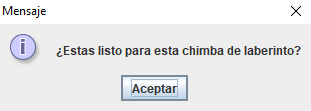 Mensaje
¿Estas listo para esta chimba de laberinto?
Aceptar